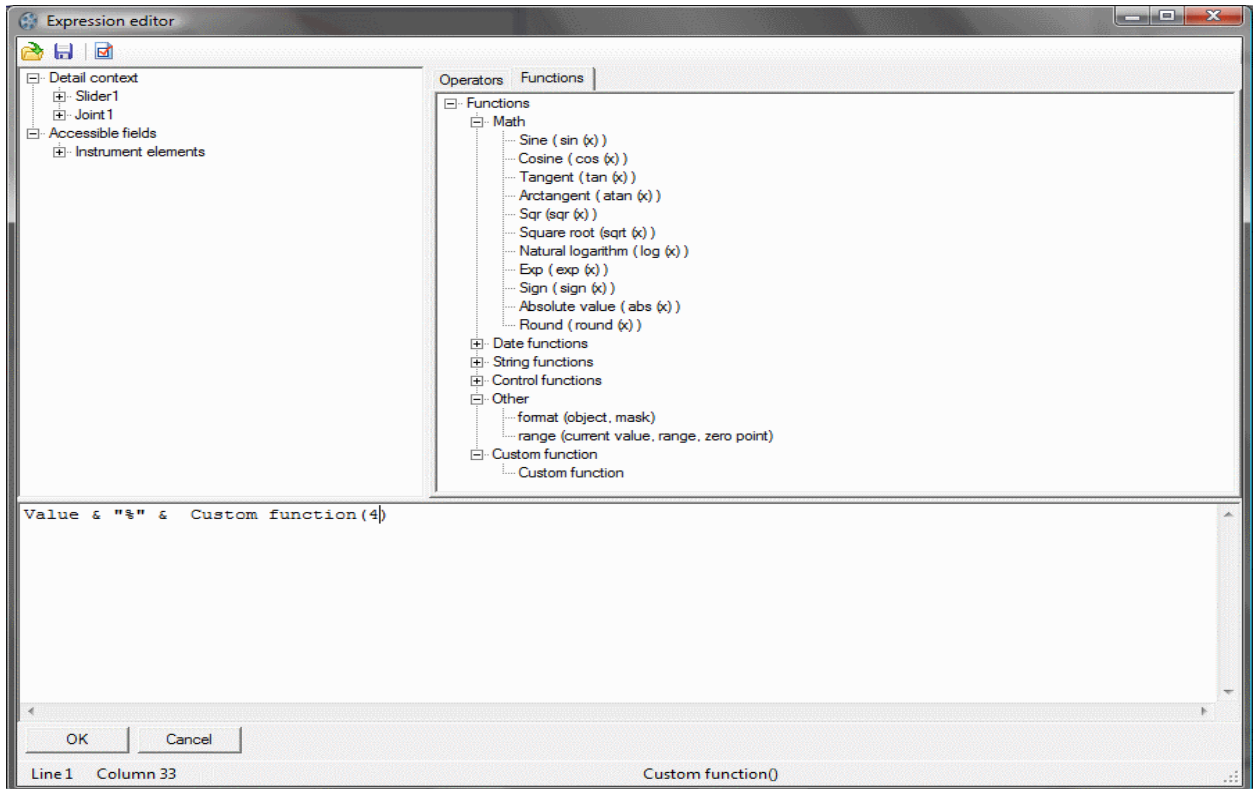 Expression editor
Detail context
Slider1
Joint1
Accessible fields
Instrument elements
Operators Functions
Functions
Math
Sine ( sin (x) )
Cosine ( cos (x) )
Tangent ( tan (x) )
Arctangent ( atan (x) )
Sqr (sqr (x) )
Square root (sqrt (x) )
Natural logarithm ( log (x) )
Exp ( exp (x) )
Sign ( sign (x) )
Absolute value ( abs (x) )
Round ( round (x) )
Date functions
String functions
Control functions
Other
format (object, mask)
range (current value, range, zero point)
Custom function
Custom function
Value & "%" &  Custom function(4)
OK Cancel
Line 1 Column 33 Custom function()